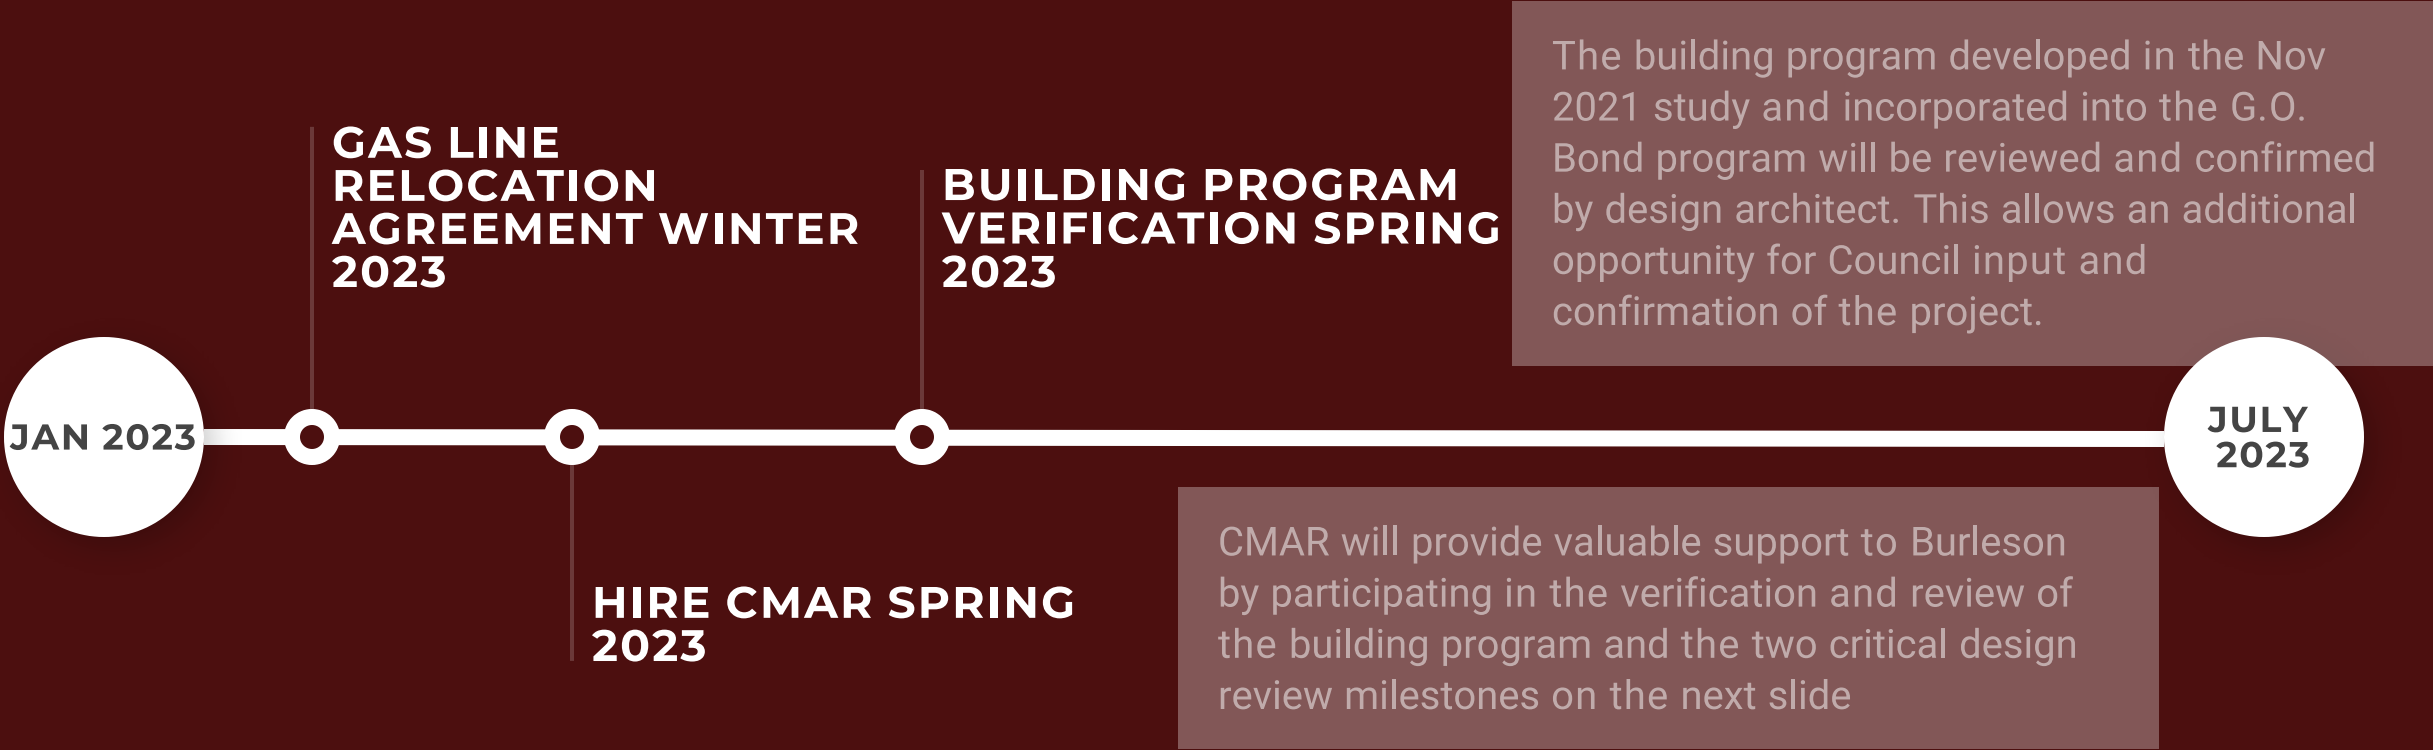 The building program developed in the Nov
2021 study and incorporated into the G.O.
Bond program will be reviewed and confirmed
by design architect. This allows an additional
opportunity for Council input and
confirmation of the project.
GAS LINE
RELOCATION
AGREEMENT WINTER
2023
BUILDING PROGRAM
VERIFICATION SPRING
2023
JAN 2023
JULY
2023
HIRE CMAR SPRING
2023
CMAR will provide valuable support to Burleson
by participating in the verification and review of
the building program and the two critical design
review milestones on the next slide